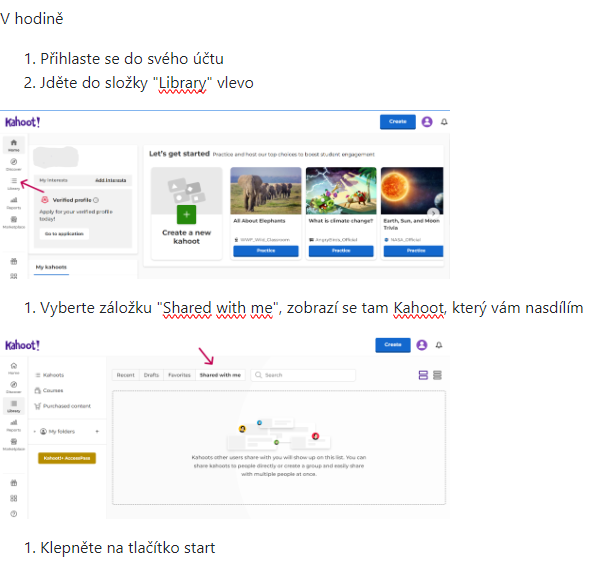 V hodině
1. Přihlaste se do svého účtu
2. Jděte do složky "Library" vlevo
Kahoot!
Create
Home
Discover
Library
Reports
Marketplace
My interests
Add interests
Verified profile
Apply for your verified profile
today!
Go to application
My kahoots
Let's get started
Practice and host our top choices to boost student engagement
Create a new
kahoot
All About Elephants
WWF_Wild_Classroom
Practice
What is climate change?
Practice
Earth, Sun, and Moon
Trivia
NASA_Official
Practice
1. Vyberte záložku "Shared with me", zobrazí se tam Kahoot, který vám nasdílím
Kahoot!
Create
Home
Discover
Library
Reports
Marketplace
Kahoots
Courses
Purchased content
My folders
Kahoot!+ AccessPass
Recent
Drafts
Favorites
Shared with me
Search
Kahoots other users share with you will show up on this list. You can
share kahoots to people directly or create a group and easily share
with multiple people at once.
1. Klepněte na tlačítko start